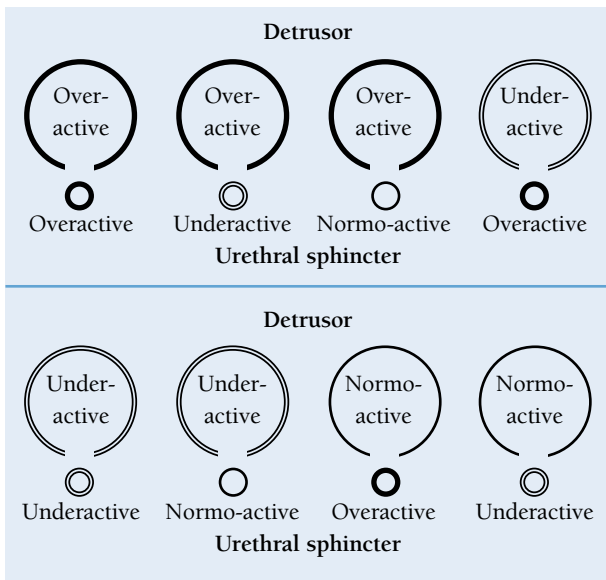 Detrusor
Over- Over- Over- Under-
active active active active
Overactive Underactive Normo-active Overactive
Urethral sphincter
Detrusor
Under- Under- Normo- Normo-
active active active active
Underactive Normo-active Overactive Underactive
Urethral sphincter